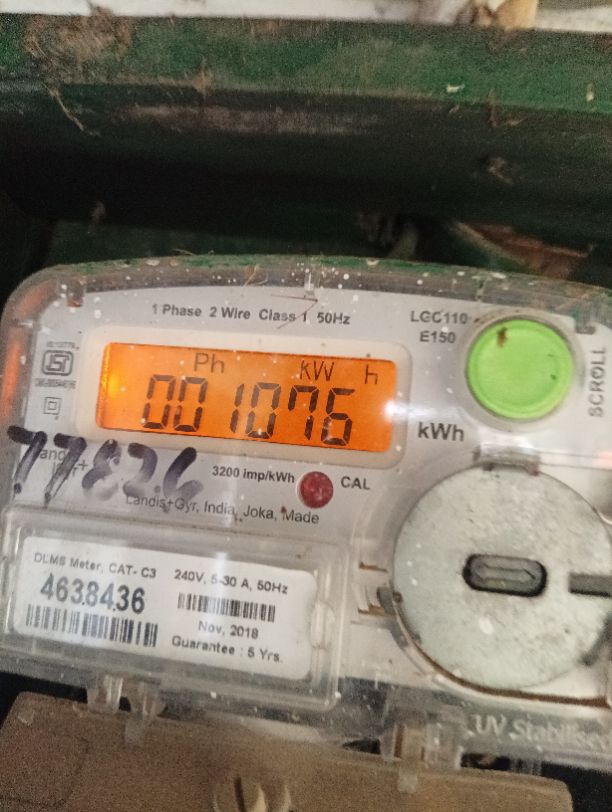 1 Phase 2 Wire Class 1 50Hz
LGC110
E150
SCROLL
Ph kW h
001076
kWh
77826
3200 imp/kWh
CAL
Landis+Gyr, India, Joka, Made
DLMS Meter, CAT- C3
240V, 5-30 A, 50Hz
4638436
Nov, 2018
Guarantee : 5 Yrs.
UV Stabilised